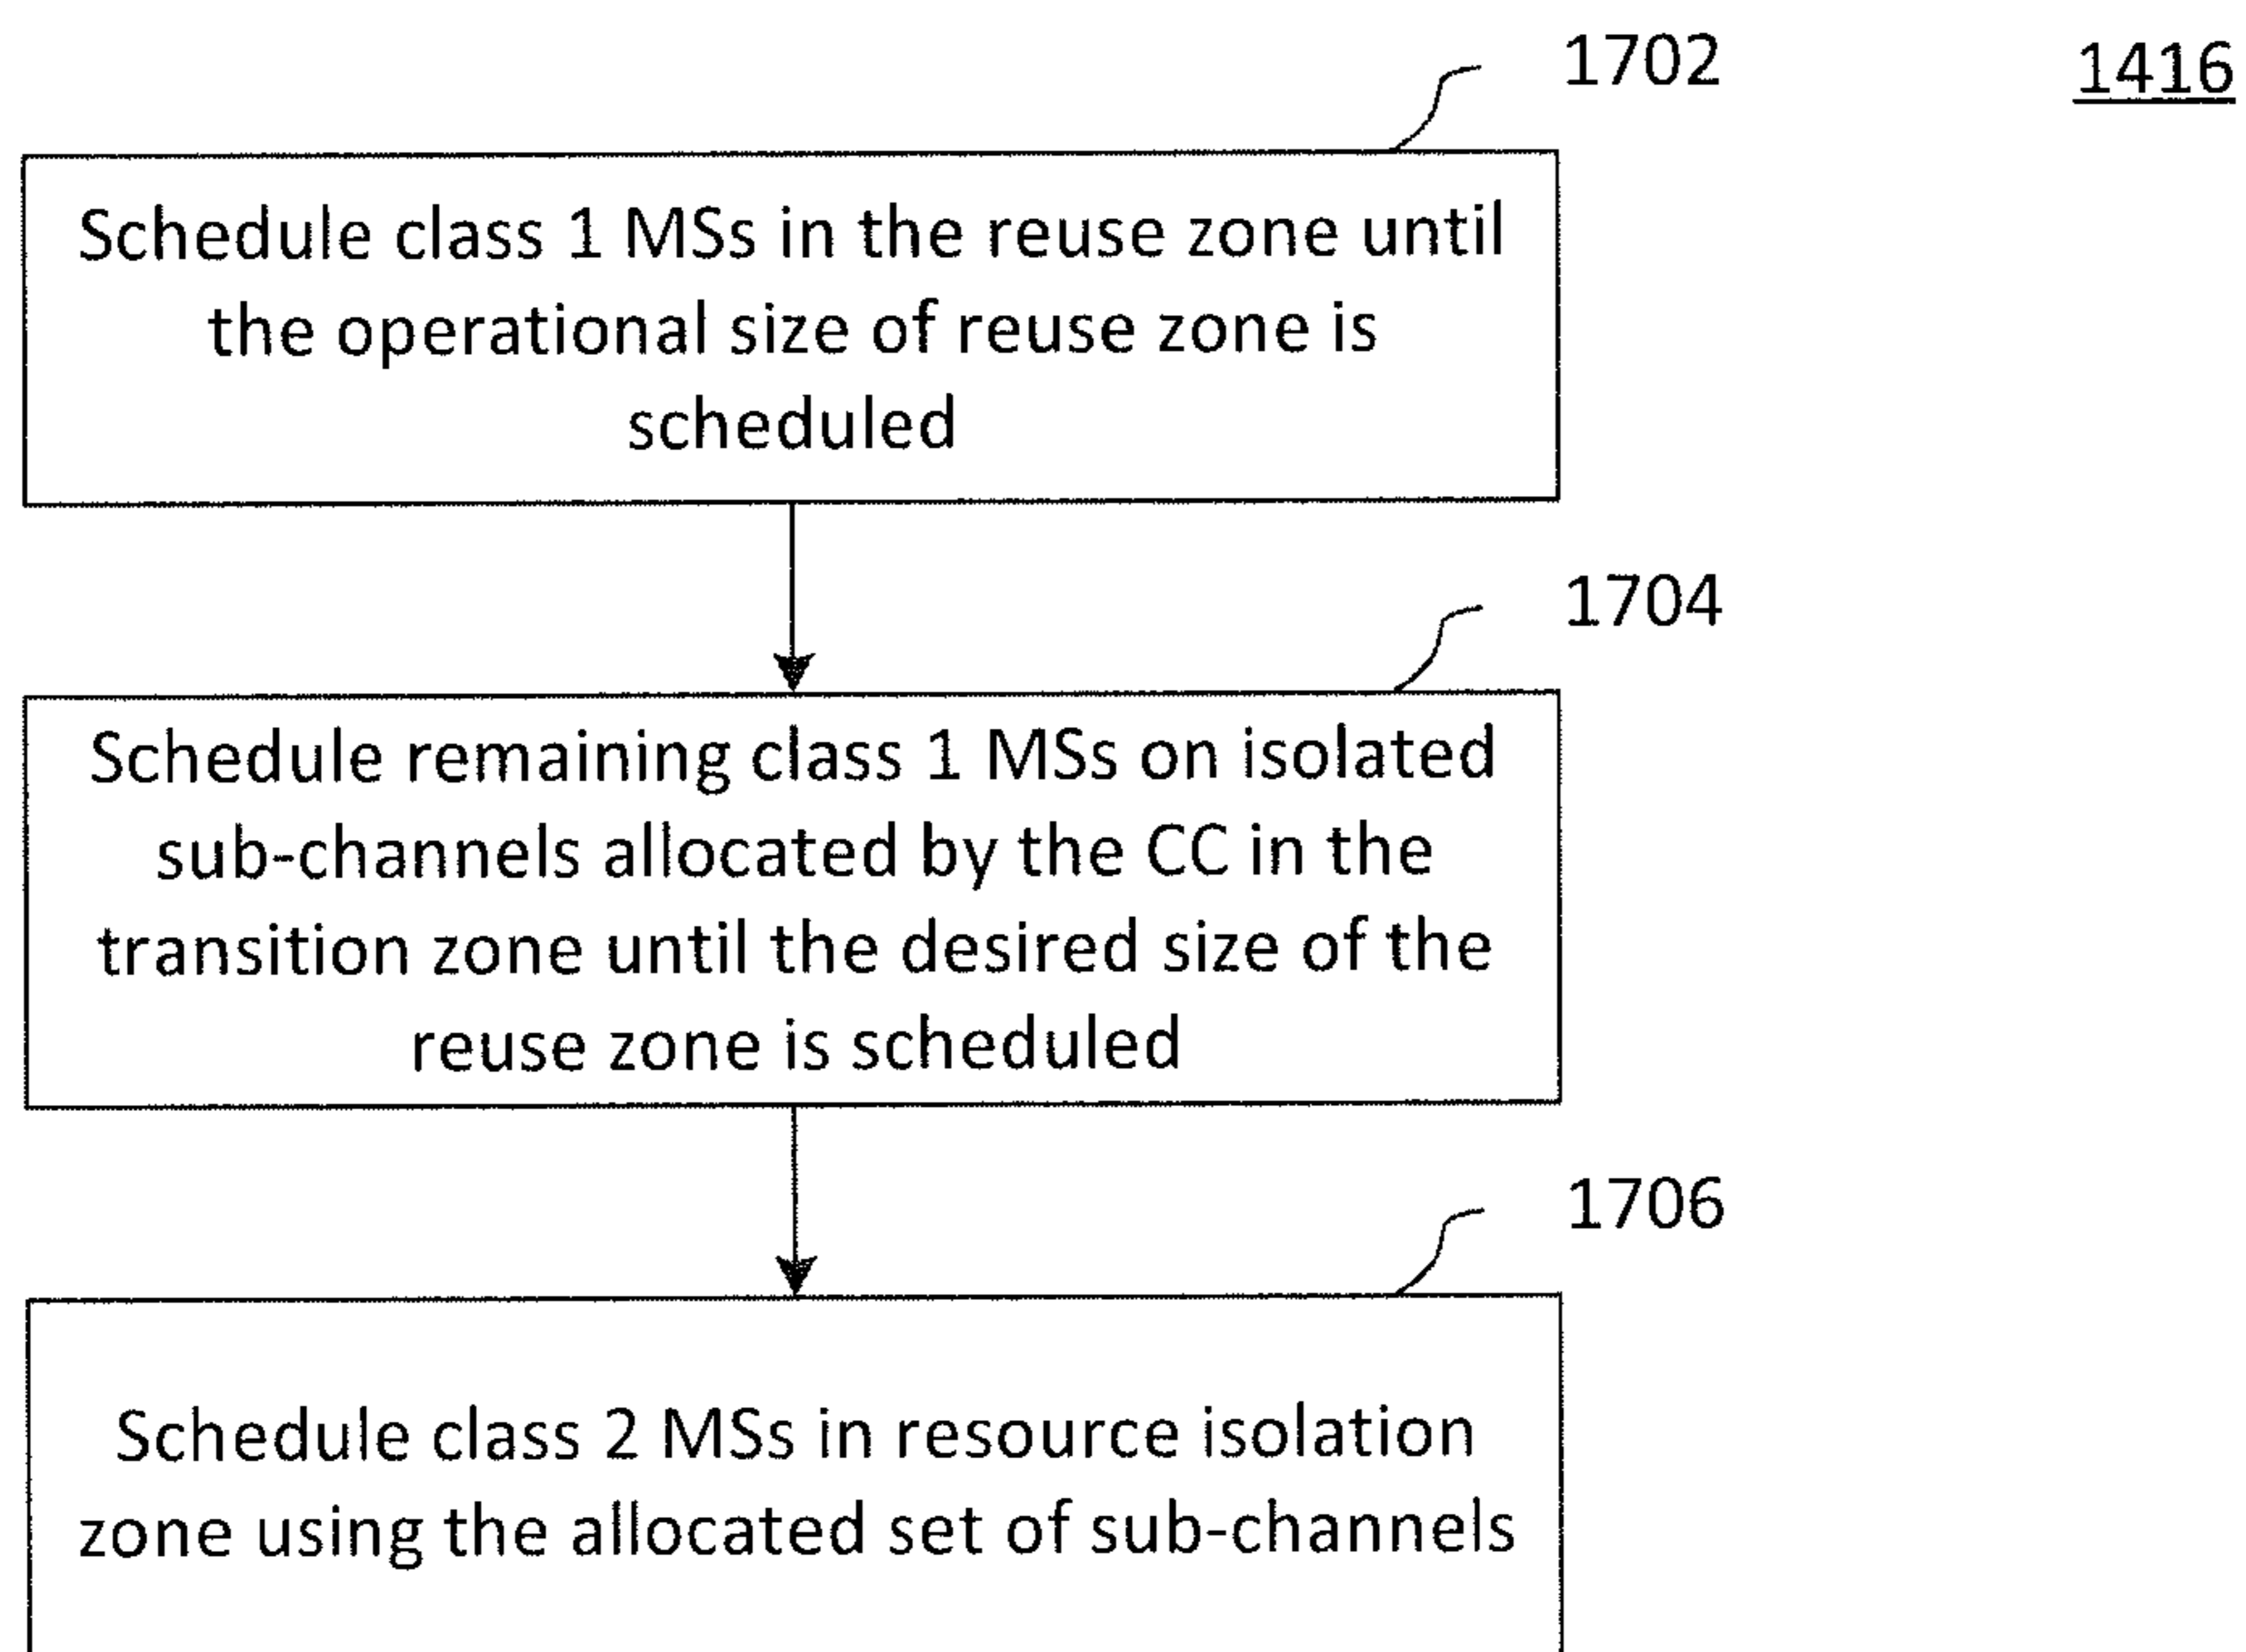 1702
1416
Schedule class 1 MSs in the reuse zone until
the operational size of reuse zone is
scheduled
1704
Schedule remaining class 1 MSs on isolated
sub-channels allocated by the CC in the
transition zone until the desired size of the
reuse zone is scheduled
1706
Schedule class 2 MSs in resource isolation
zone using the allocated set of sub-channels